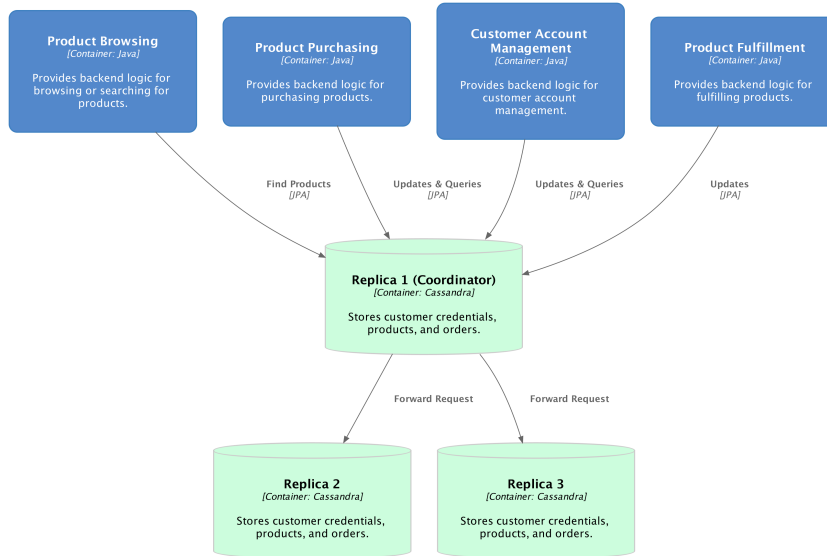 Product Browsing
[Container: Java]
Provides backend logic for
browsing or searching for
products.
Product Purchasing
[Container: Java]
Provides backend logic for
purchasing products.
Customer Account
Management
[Container: Java]
Provides backend logic for
customer account
management.
Product Fulfillment
[Container: Java]
Provides backend logic for
fulfilling products.
Find Products
[JPA]
Updates & Queries
[JPA]
Updates & Queries
[JPA]
Updates
[JPA]
Replica 1 (Coordinator)
[Container: Cassandra]
Stores customer credentials,
products, and orders.
Forward Request
Forward Request
Replica 2
[Container: Cassandra]
Stores customer credentials,
products, and orders.
Replica 3
[Container: Cassandra]
Stores customer credentials,
products, and orders.